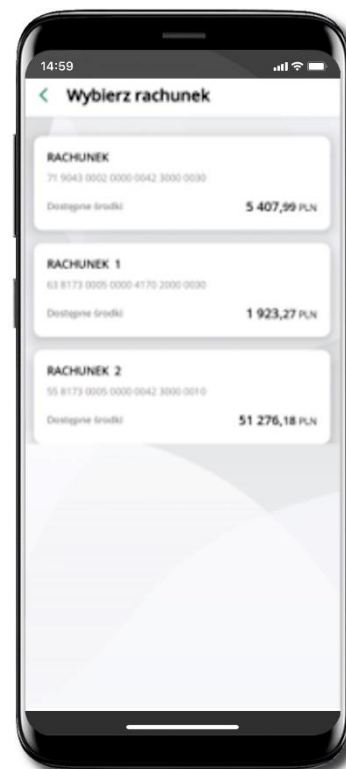 14:59
Wybierz rachunek
RACHUNEK
71 9043 0002 0000 0042 3000 0030
Dostępne środki 5 407,99 PLN
RACHUNEK 1
63 8173 0005 0000 4170 2000 0030
Dostępne środki 1 923,27 PLN
RACHUNEK 2
55 8173 0005 0000 0042 3000 0010
Dostępne środki 51 276,18 PLN